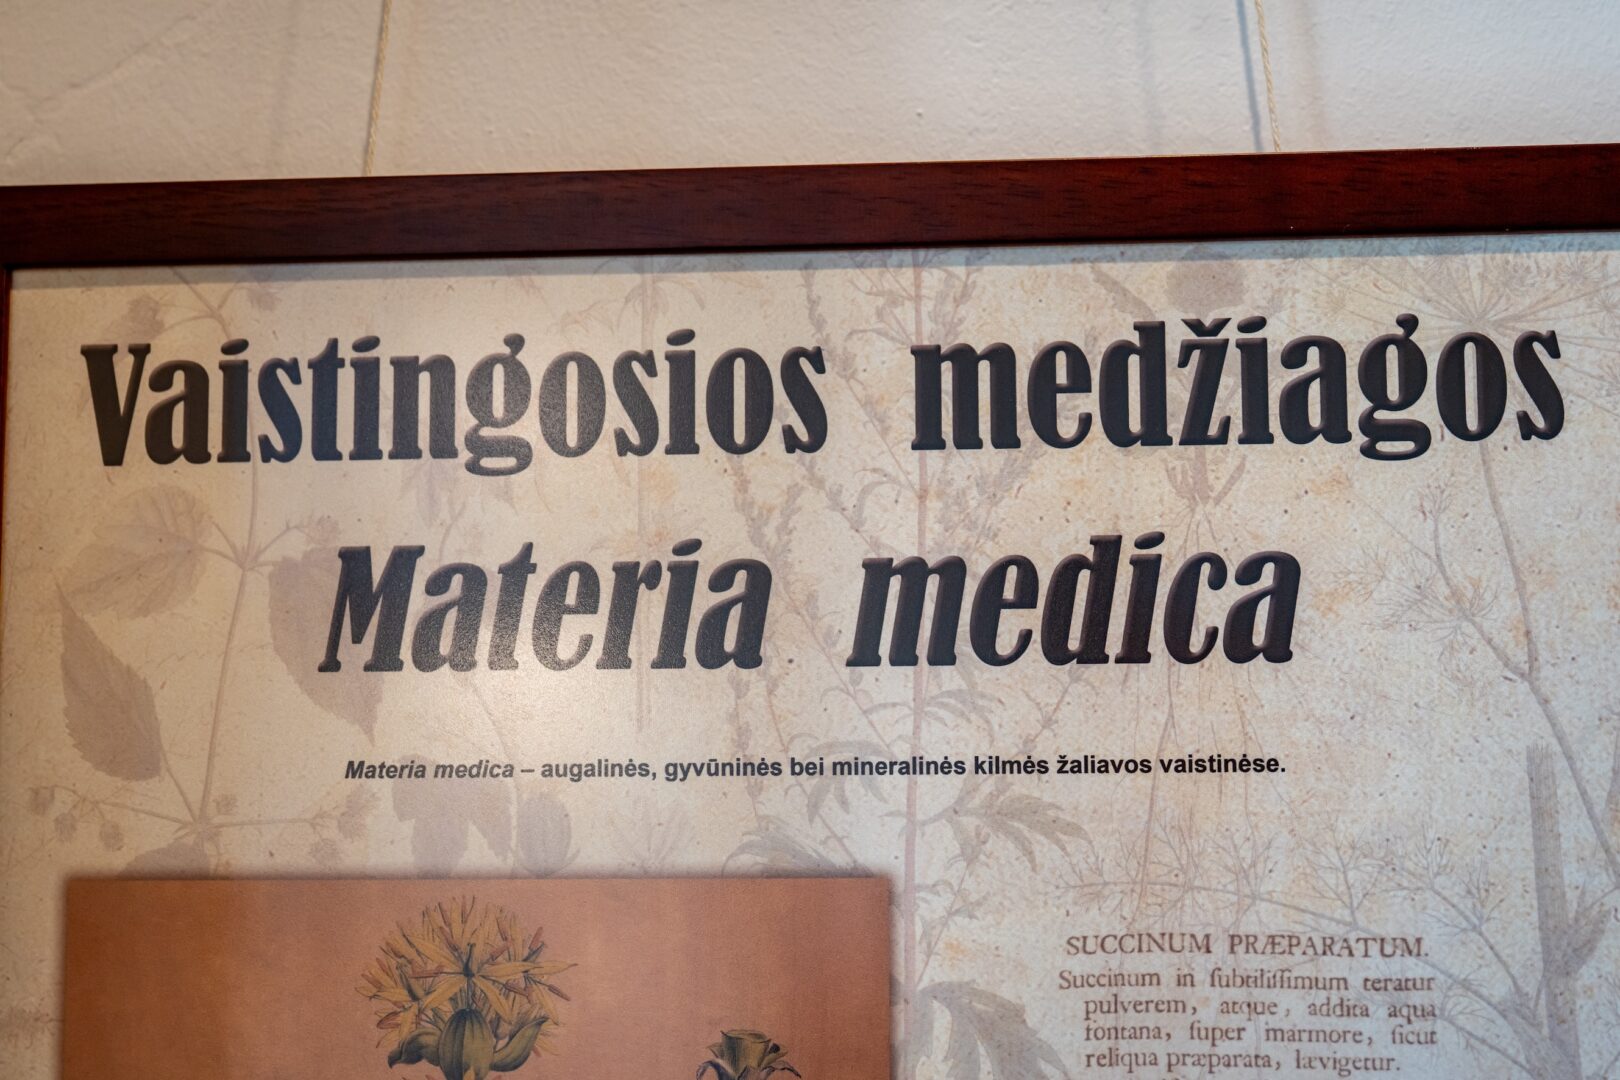 Vaistingosios medžiagos
Materia medica
Materia medica – augalinės, gyvūninės bei mineralinės kilmės žaliavos vaistinėse.
SUCCINUM PRÆPARATUM.
Succinum in ſubtiliſſimum teratur
pulverem, atque, addita aqua
fontana, ſuper marmore, ſicut
reliqua præparata, lævigetur.